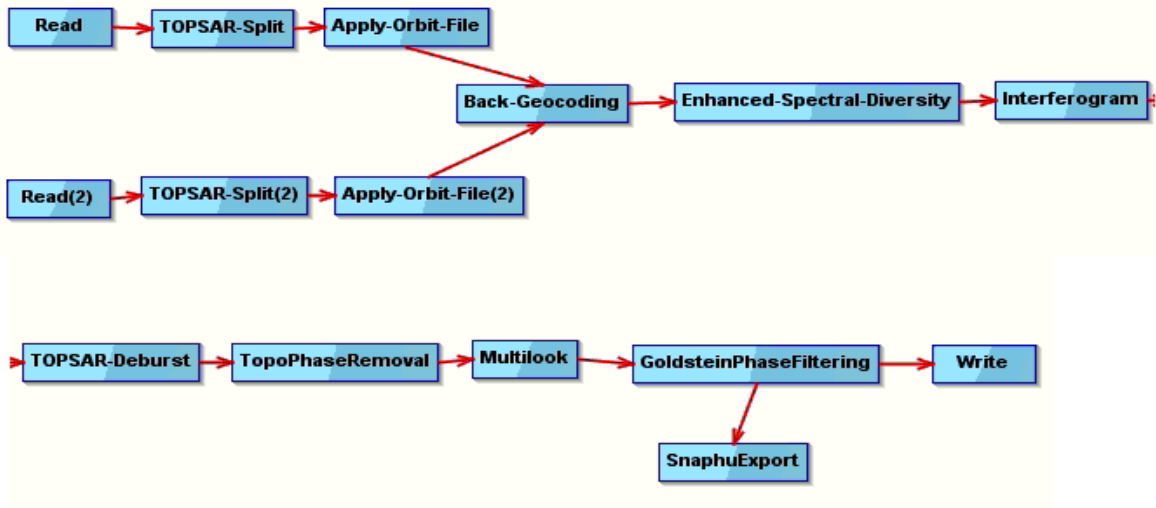 Read
TOPSAR-Split
Apply-Orbit-File
Back-Geocoding
Enhanced-Spectral-Diversity
Interferogram
Read(2)
TOPSAR-Split(2)
Apply-Orbit-File(2)
TOPSAR-Deburst
TopoPhaseRemoval
Multilook
GoldsteinPhaseFiltering
Write
SnaphuExport